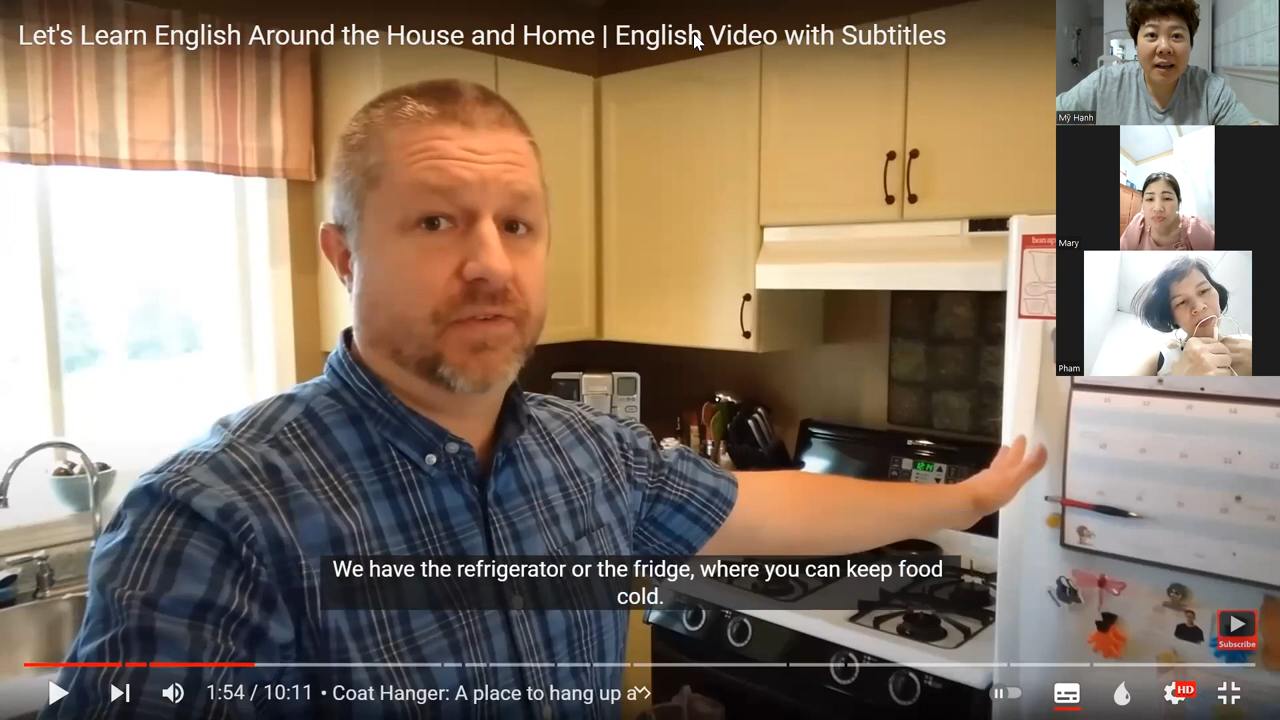 Let's Learn English Around the House and Home | English Video with Subtitles
Mỹ Hạnh
Mary
Pham
12:14
We have the refrigerator or the fridge, where you can keep food
cold.
Subscribe
1:54 / 10:11 • Coat Hanger: A place to hang up a
HD